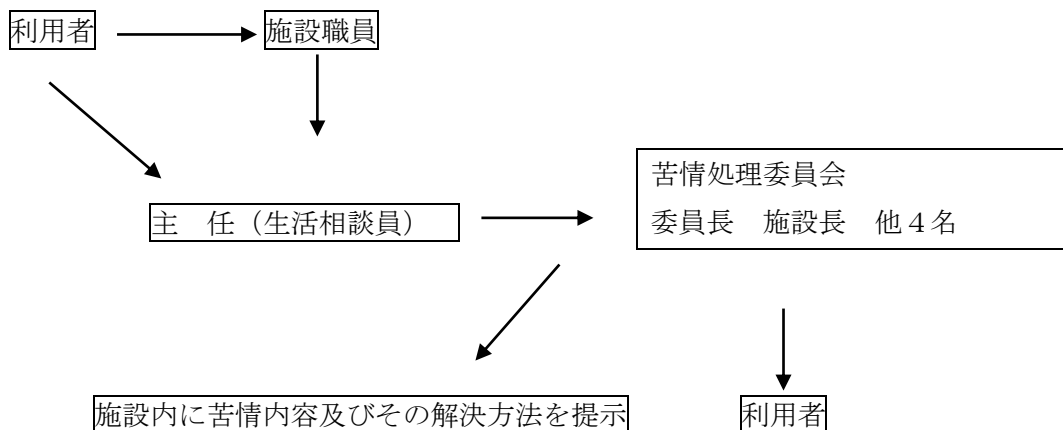 利用者
施設職員
苦情処理委員会
主　任（生活相談員）
委員長　施設長　他４名
施設内に苦情内容及びその解決方法を提示
利用者